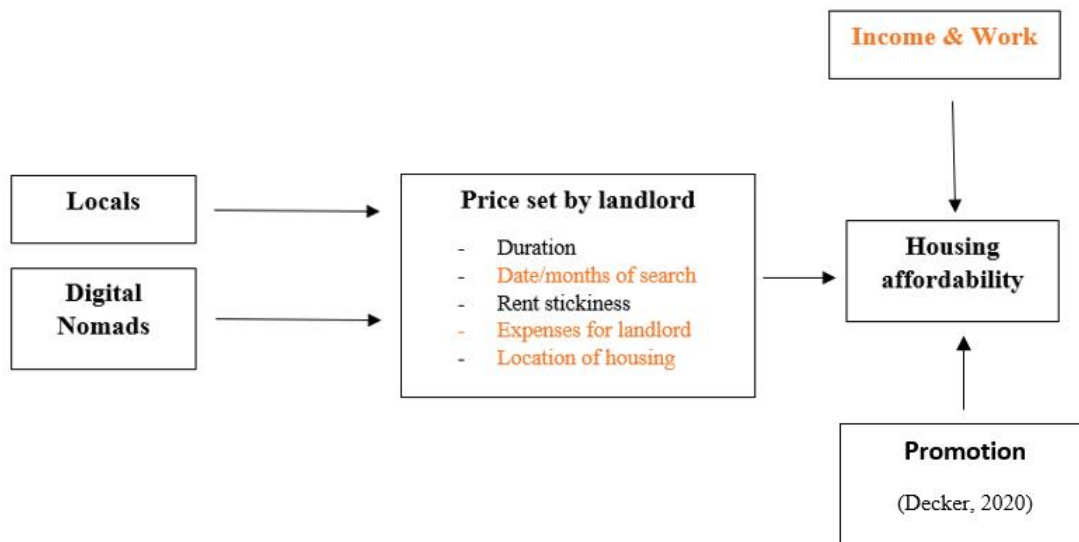 Income & Work
Locals
Digital
Nomads
Price set by landlord
- Duration
- Date/months of search
- Rent stickiness
- Expenses for landlord
- Location of housing
Housing
affordability
Promotion
(Decker, 2020)